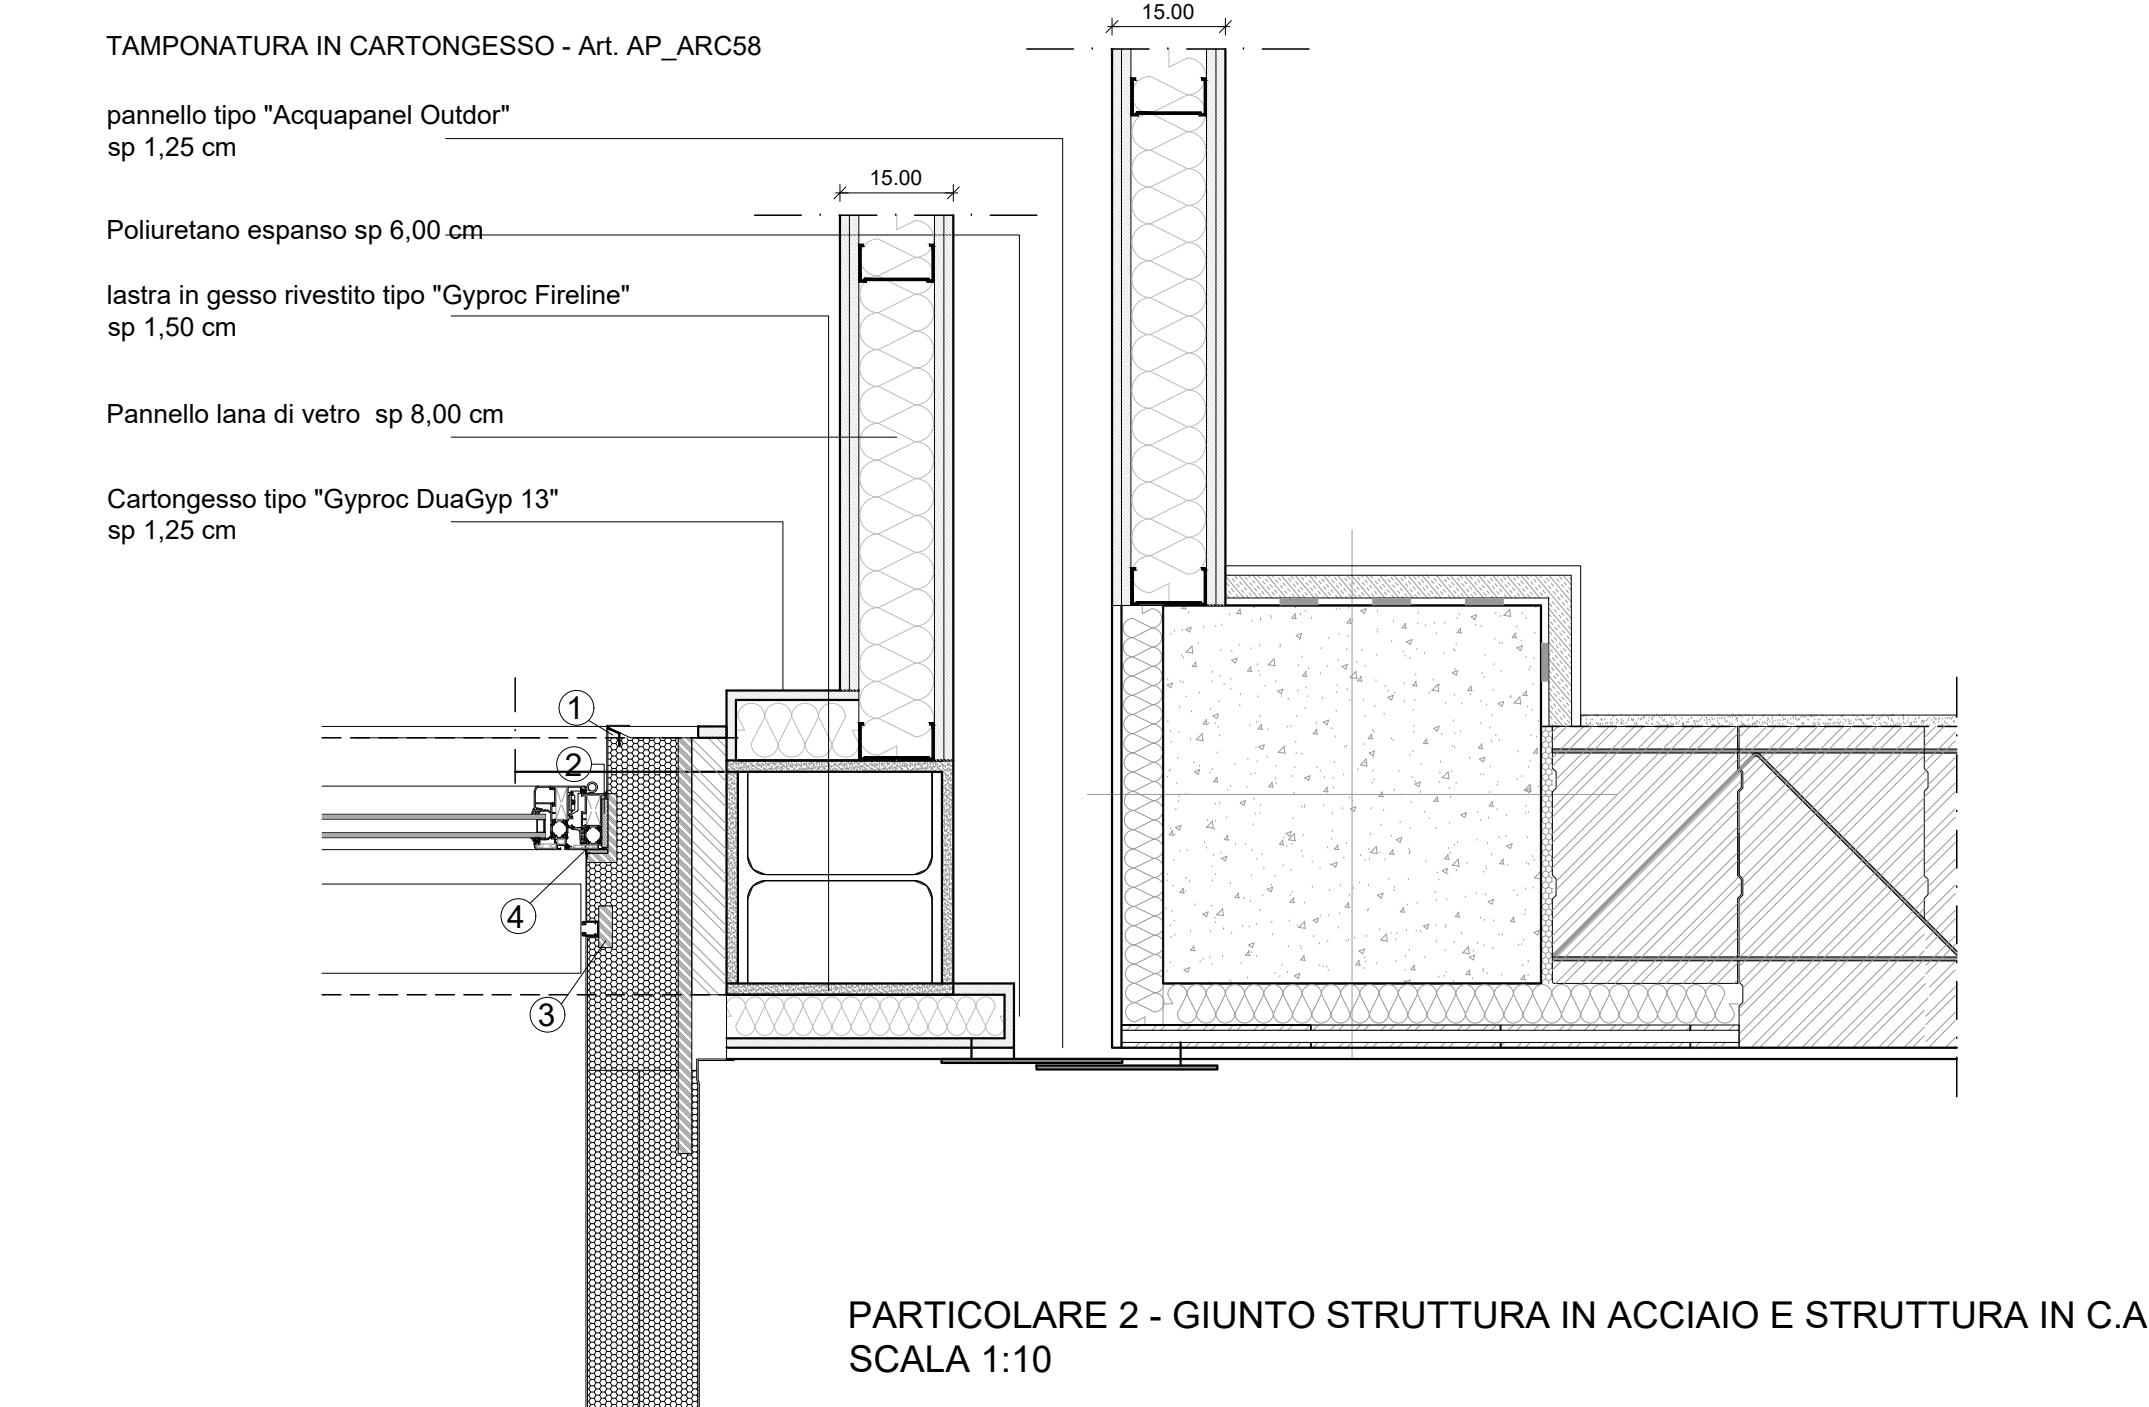 15.00
TAMPONATURA IN CARTONGESSO - Art. AP_ARC58
pannello tipo "Acquapanel Outdor"
sp 1,25 cm
15.00
Poliuretano espanso sp 6,00 cm
lastra in gesso rivestito tipo "Gyproc Fireline"
sp 1,50 cm
Pannello lana di vetro  sp 8,00 cm
Cartongesso tipo "Gyproc DuaGyp 13"
sp 1,25 cm
1
2
4
3
PARTICOLARE 2 - GIUNTO STRUTTURA IN ACCIAIO E STRUTTURA IN C.A
SCALA 1:10